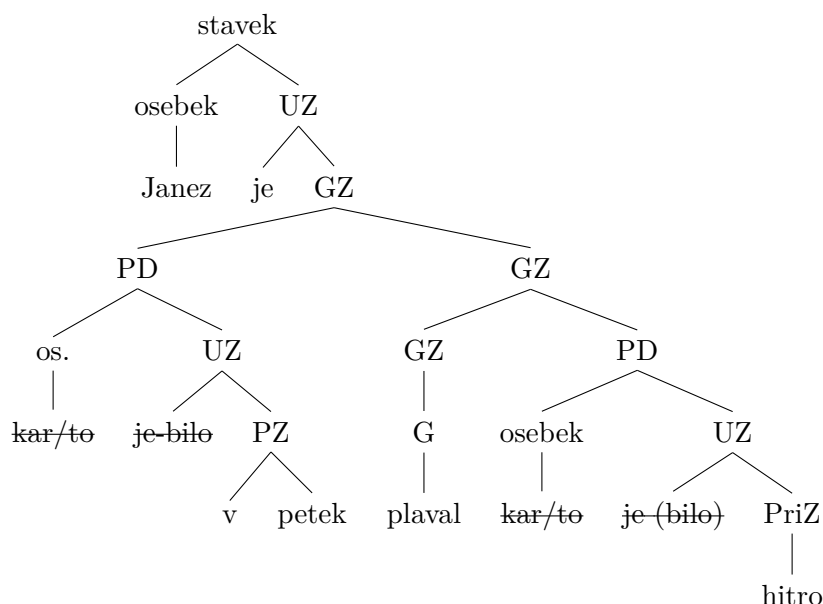 stavek
osebek UZ
Janez je GZ
PD GZ
os. UZ GZ PD
kar/to je bilo PZ G osebek UZ
v petek plaval kar/to je (bilo) PriZ
hitro